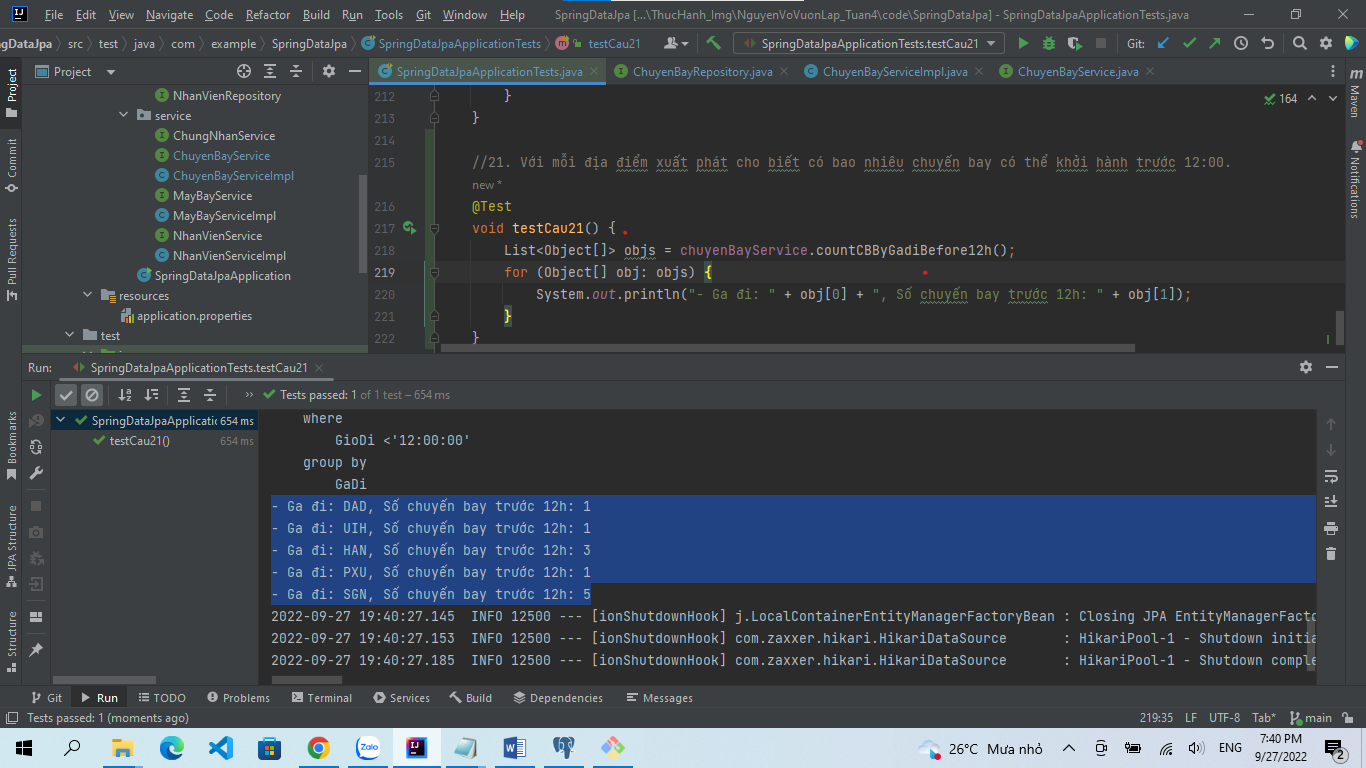 File Edit View Navigate Code Refactor Build Run Tools Git Window Help SpringDataJpa [...\ThucHanh_lmg\NguyenVoVuonLap_Tuan4\code\SpringDataJpa] - SpringDataJpaApplicationTests.java
ngDataJpa src test java com example SpringDataJpa SpringDataJpaApplicationTests testCau21 SpringDataJpaApplicationTests.testCau21 Git:
Project SpringDataJpaApplicationTests.java ChuyenBayRepository.java ChuyenBayServiceImpl.java ChuyenBayService.java
Project
Commit
Pull Requests
Bookmarks
JPA Structure
Structure
Maven
Notifications
NhanVienRepository
service
ChungNhanService
ChuyenBayService
ChuyenBayServiceImpl
MayBayService
MayBayServiceImpl
NhanVienService
NhanVienServiceImpl
SpringDataJpaApplication
resources
application.properties
test
164
212 }
213 }
214
215 //21. Với mỗi địa điểm xuất phát cho biết có bao nhiêu chuyến bay có thể khởi hành trước 12:00.
new *
216 @Test
217 void testCau21() {
218 List<Object[]> objs = chuyenBayService.countCBByGadiBefore12h();
219 for (Object[] obj: objs) {
220 System.out.println("- Ga đi: " + obj[0] + ", Số chuyến bay trước 12h: " + obj[1]);
221 }
222 }
Run: SpringDataJpaApplicationTests.testCau21
Tests passed: 1 of 1 test – 654 ms
SpringDataJpaApplicatic 654 ms
testCau21() 654 ms
where
GioDi <'12:00:00'
group by
GaDi
- Ga đi: DAD, Số chuyến bay trước 12h: 1
- Ga đi: UIH, Số chuyến bay trước 12h: 1
- Ga đi: HAN, Số chuyến bay trước 12h: 3
- Ga đi: PXU, Số chuyến bay trước 12h: 1
- Ga đi: SGN, Số chuyến bay trước 12h: 5
2022-09-27 19:40:27.145 INFO 12500 --- [ionShutdownHook] j.LocalContainerEntityManagerFactoryBean : Closing JPA EntityManagerFacto
2022-09-27 19:40:27.153 INFO 12500 --- [ionShutdownHook] com.zaxxer.hikari.HikariDataSource : HikariPool-1 - Shutdown initia
2022-09-27 19:40:27.185 INFO 12500 --- [ionShutdownHook] com.zaxxer.hikari.HikariDataSource : HikariPool-1 - Shutdown comple
Git Run TODO Problems Terminal Services Build Dependencies Messages
Tests passed: 1 (moments ago) 219:35 LF UTF-8 Tab* main
Zalo 26°C Mưa nhỏ ENG 7:40 PM
9/27/2022 2